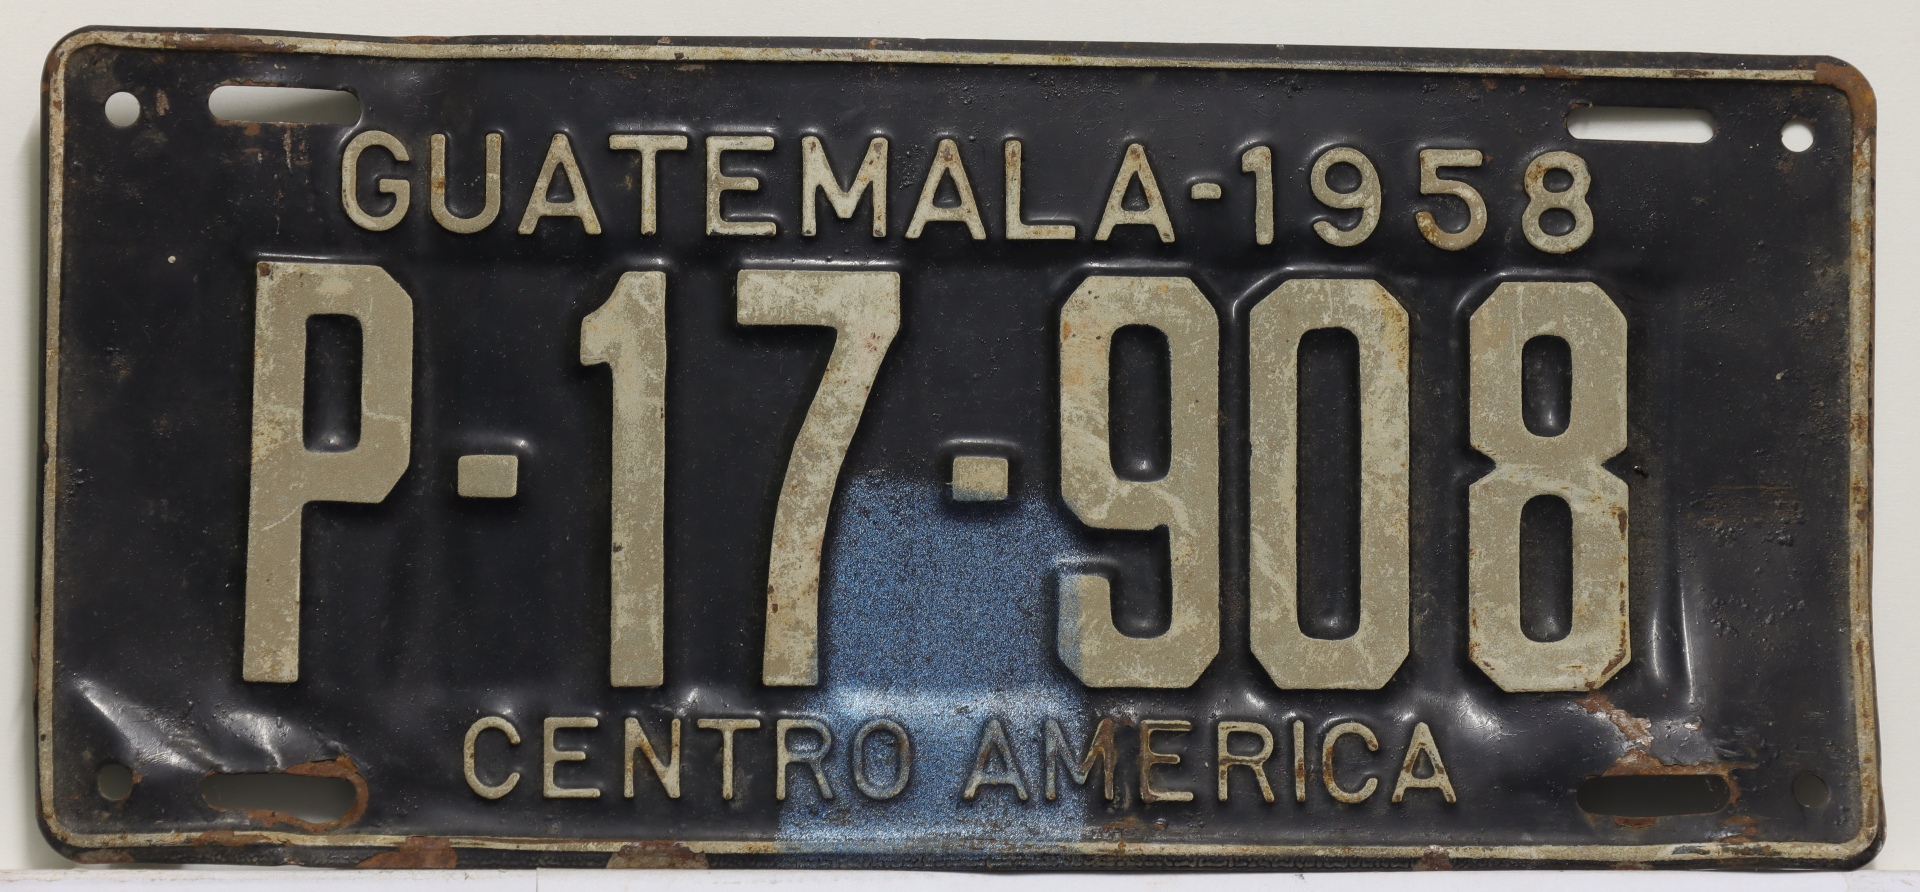 GUATEMALA-1958
P-17-908
CENTRO AMERICA